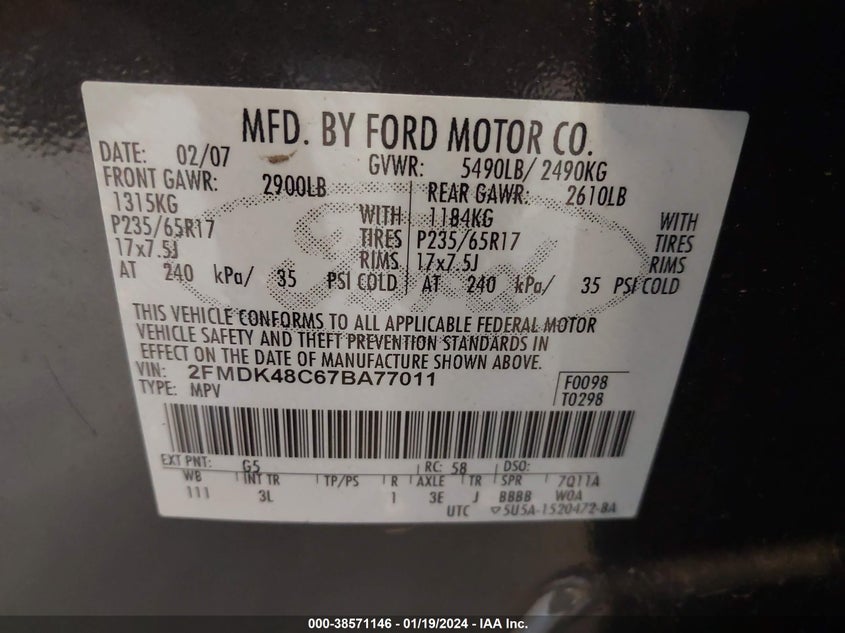 MFD. BY FORD MOTOR CO.
DATE: 02/07 GVWR: 5490LB/ 2490KG
FRONT GAWR: 2900LB REAR GAWR: 2610LB
1315KG WITH 1184KG WITH
P235/65R17 TIRES P235/65R17 TIRES
17x7.5J RIMS 17x7.5J RIMS
AT 240 kPa/ 35 PSI COLD AT 240 kPa/ 35 PSI COLD
THIS VEHICLE CONFORMS TO ALL APPLICABLE FEDERAL MOTOR
VEHICLE SAFETY AND THEFT PREVENTION STANDARDS IN
EFFECT ON THE DATE OF MANUFACTURE SHOWN ABOVE.
VIN: 2FMDK48C67BA77011 F0098
TYPE: MPV T0298
EXT PNT: G5 RC: 58 DSO:
WB INT TR TP/PS R AXLE TR SPR 7Q11A
111 3L 1 3E J BBBB W0A
UTC ▽5U5A-1520472-BA
000-38571146 - 01/19/2024 - IAA Inc.